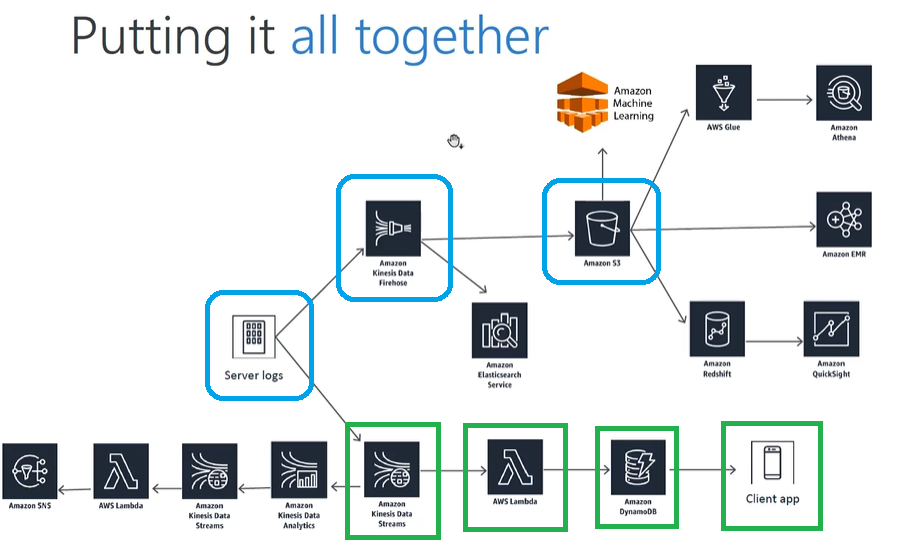 Putting it all together
Amazon
Machine
Learning
AWS Glue
Amazon
Athena
Amazon
Kinesis Data
Firehose
Amazon S3
Amazon EMR
Server logs
Amazon
Elasticsearch
Service
Amazon
Redshift
Amazon
QuickSight
Amazon SNS
AWS Lambda
Amazon
Kinesis Data
Streams
Amazon
Kinesis Data
Analytics
Amazon
Kinesis Data
Streams
AWS Lambda
Amazon
DynamoDB
Client app